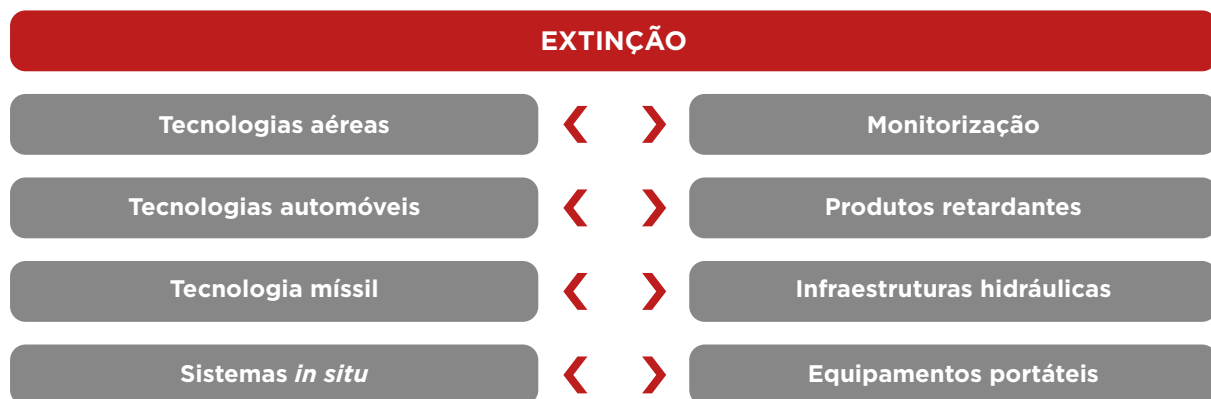 EXTINÇÃO
Tecnologias aéreas
Monitorização
Tecnologias automóveis
Produtos retardantes
Tecnologia míssil
Infraestruturas hidráulicas
Sistemas in situ
Equipamentos portáteis